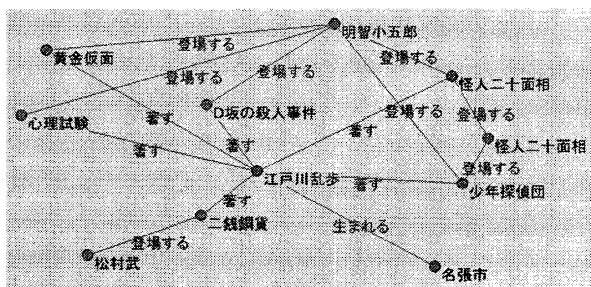 明智小五郎
登場する
黄金仮面
登場する
登場する
登場する
怪人二十面相
D坂の殺人事件
登場する
登場する
心理試験
著す
著す
怪人二十面相
著す
登場する
江戸川乱歩
著す
少年探偵団
著す
二銭銅貨
生まれる
登場する
松村武
名張市